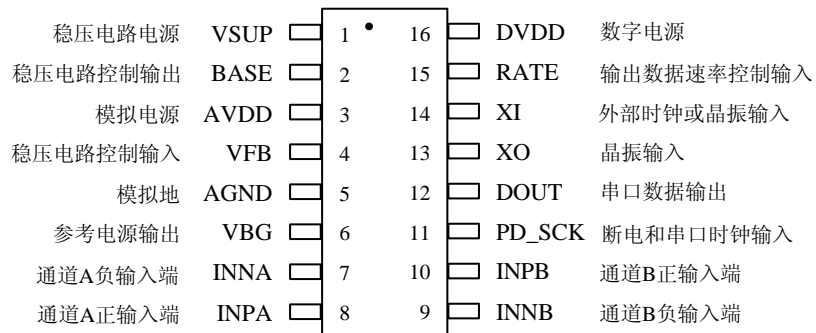 稳压电路电源 VSUP 1 16 DVDD 数字电源
稳压电路控制输出 BASE 2 15 RATE 输出数据速率控制输入
模拟电源 AVDD 3 14 XI 外部时钟或晶振输入
稳压电路控制输入 VFB 4 13 XO 晶振输入
模拟地 AGND 5 12 DOUT 串口数据输出
参考电源输出 VBG 6 11 PD_SCK 断电和串口时钟输入
通道A负输入端 INNA 7 10 INPB 通道B正输入端
通道A正输入端 INPA 8 9 INNB 通道B负输入端